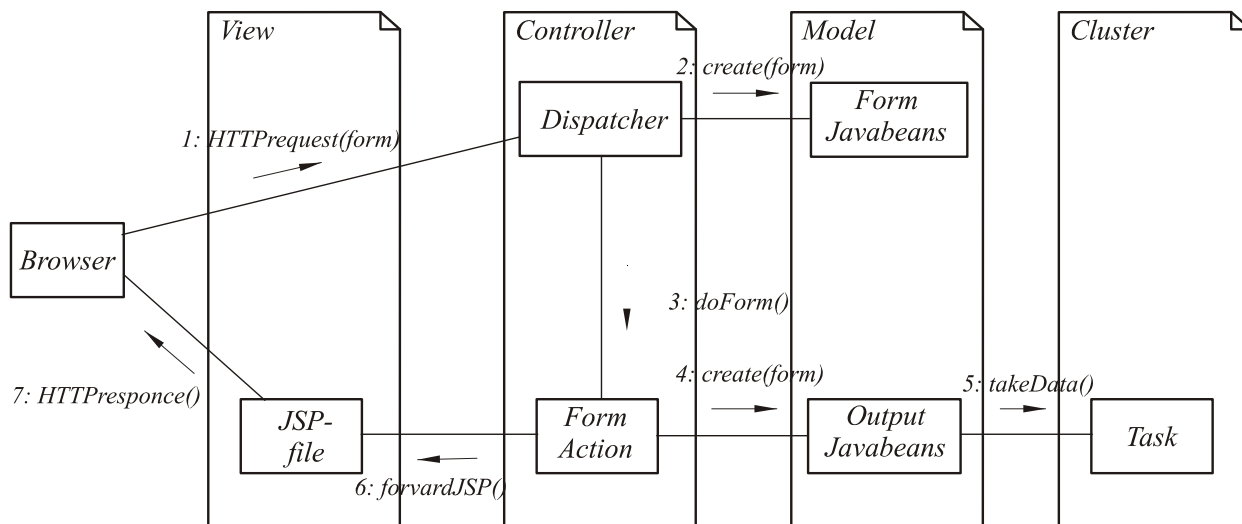 View
Controller
Model
Cluster
2: create(form)
Form
Javabeans
Dispatcher
1: HTTPrequest(form)
Browser
3: doForm()
4: create(form)
5: takeData()
7: HTTPresponce()
JSP-
file
Form
Action
Output
Javabeans
Task
6: forvardJSP()